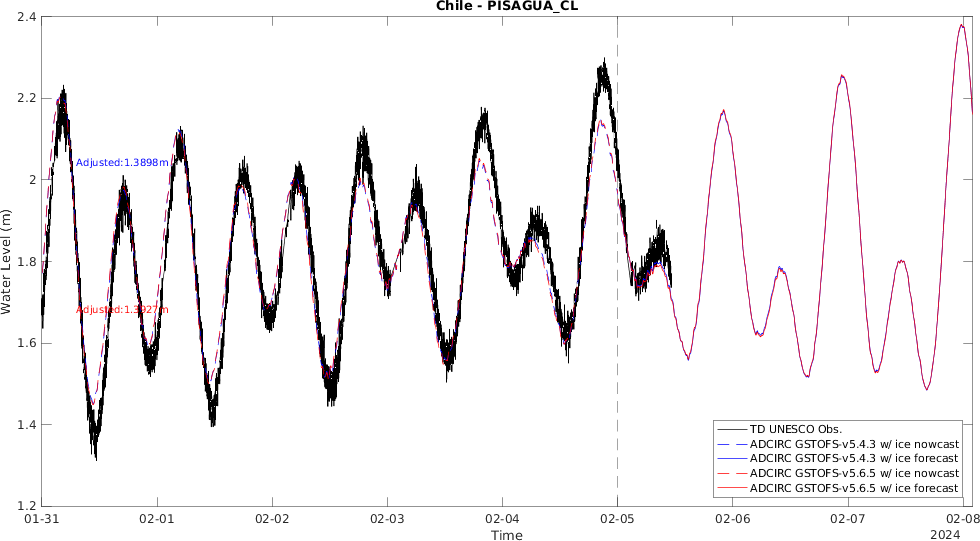 Chile - PISAGUA_CL
2.4
2.2
2
1.8
1.6
1.4
1.2
Water Level (m)
Adjusted:1.3898m
Adjusted:1.3927m
TD UNESCO Obs.
ADCIRC GSTOFS-v5.4.3 w/ ice nowcast
ADCIRC GSTOFS-v5.4.3 w/ ice forecast
ADCIRC GSTOFS-v5.6.5 w/ ice nowcast
ADCIRC GSTOFS-v5.6.5 w/ ice forecast
01-31 02-01 02-02 02-03 02-04 02-05 02-06 02-07 02-08
Time
2024